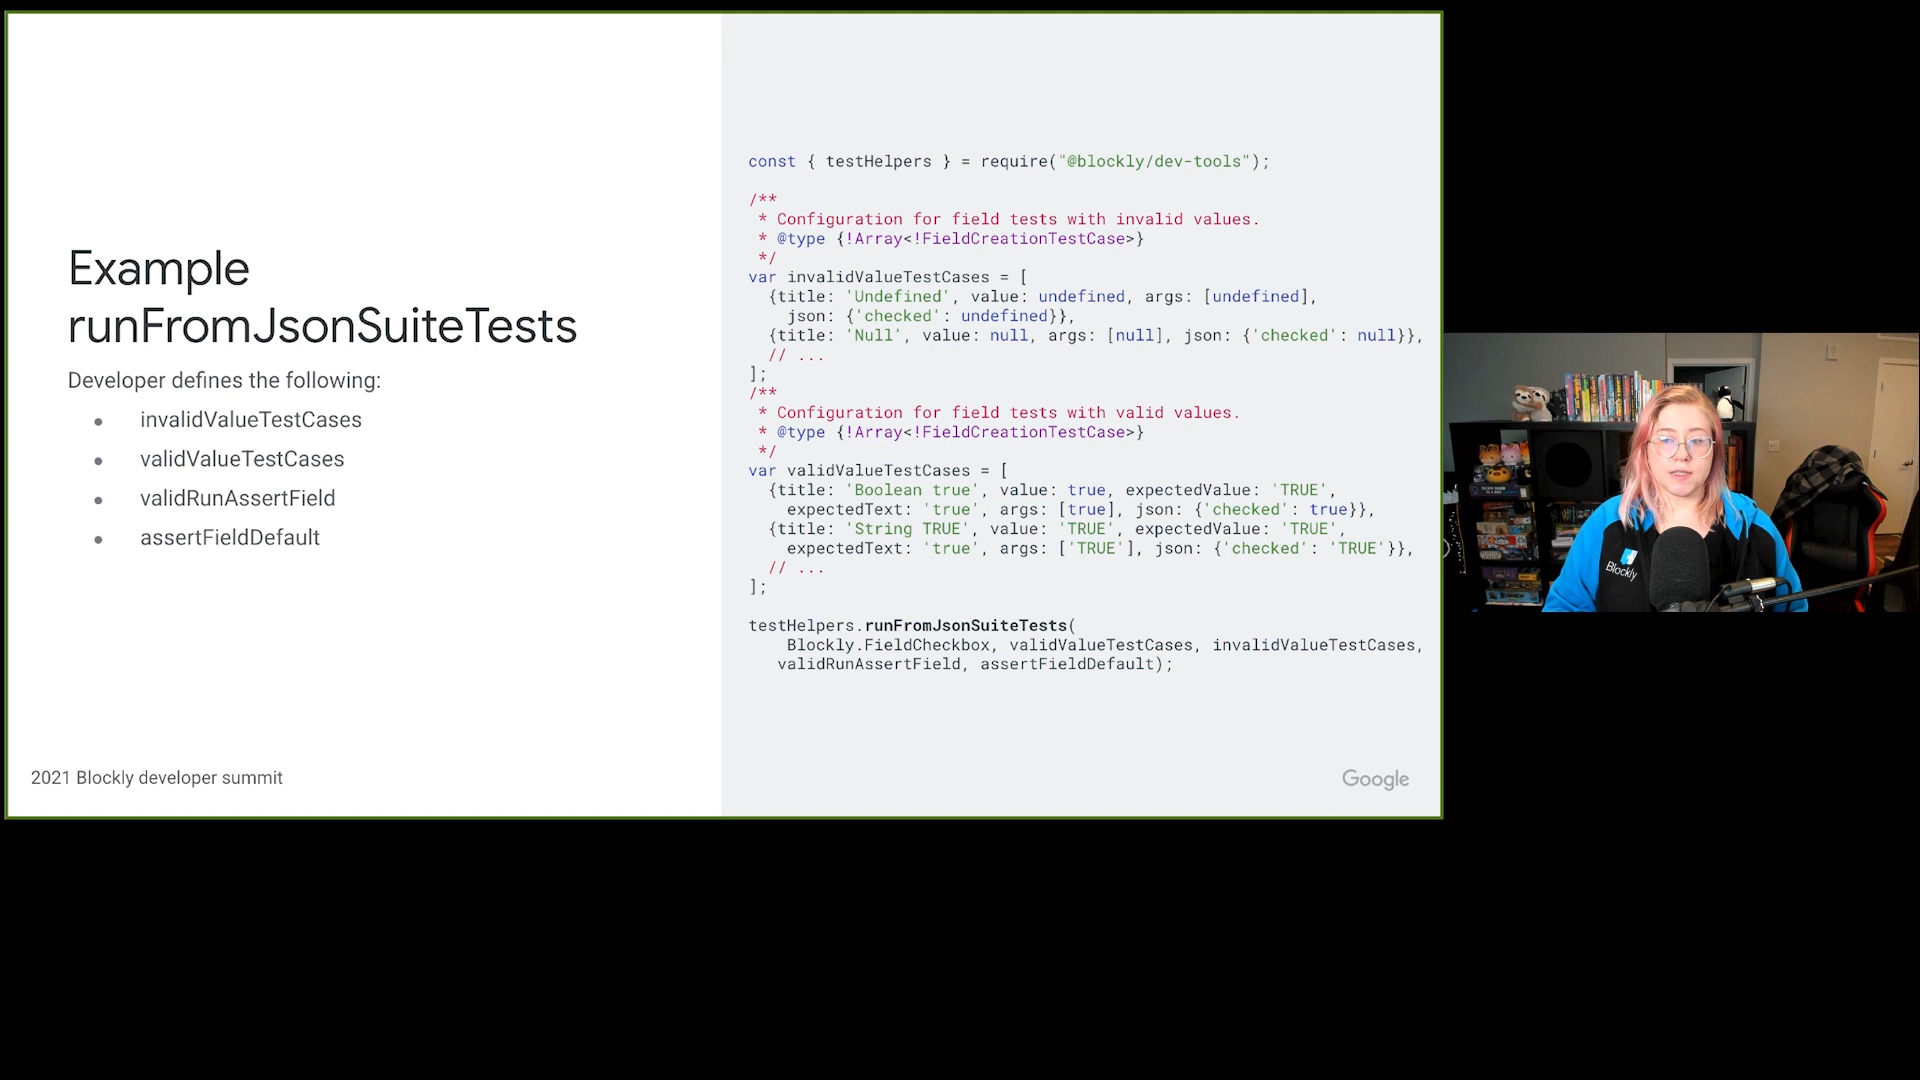 Example
runFromJsonSuiteTests
Developer defines the following:
● invalidValueTestCases
● validValueTestCases
● validRunAssertField
● assertFieldDefault
2021 Blockly developer summit
const { testHelpers } = require("@blockly/dev-tools");
/**
 * Configuration for field tests with invalid values.
 * @type {!Array<!FieldCreationTestCase>}
 */
var invalidValueTestCases = [
  {title: 'Undefined', value: undefined, args: [undefined],
    json: {'checked': undefined}},
  {title: 'Null', value: null, args: [null], json: {'checked': null}},
  // ...
];
/**
 * Configuration for field tests with valid values.
 * @type {!Array<!FieldCreationTestCase>}
 */
var validValueTestCases = [
  {title: 'Boolean true', value: true, expectedValue: 'TRUE',
    expectedText: 'true', args: [true], json: {'checked': true}},
  {title: 'String TRUE', value: 'TRUE', expectedValue: 'TRUE',
    expectedText: 'true', args: ['TRUE'], json: {'checked': 'TRUE'}},
  // ...
];
testHelpers.runFromJsonSuiteTests(
    Blockly.FieldCheckbox, validValueTestCases, invalidValueTestCases,
   validRunAssertField, assertFieldDefault);
Google
Blockly